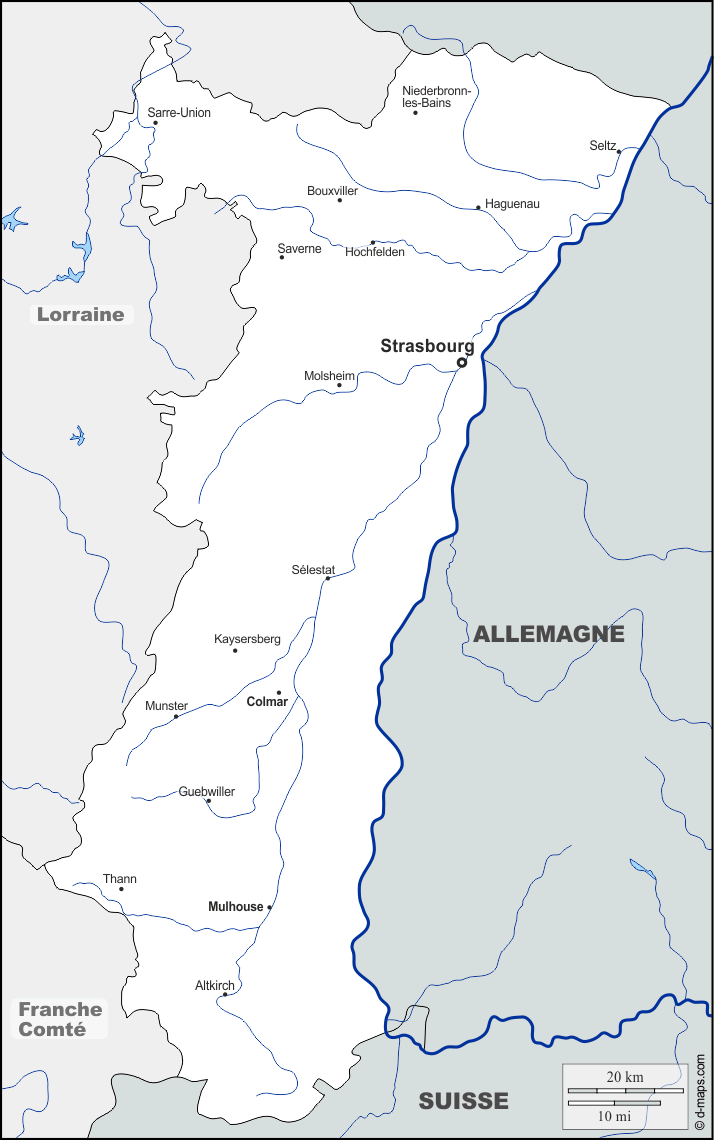 Niederbronn-
les-Bains
Sarre-Union
Seltz
Bouxviller
Haguenau
Saverne
Hochfelden
Lorraine
Strasbourg
Molsheim
Sélestat
ALLEMAGNE
Kaysersberg
Colmar
Munster
Guebwiller
Thann
Mulhouse
Altkirch
Franche
Comté
SUISSE
20 km
10 mi
© d-maps.com